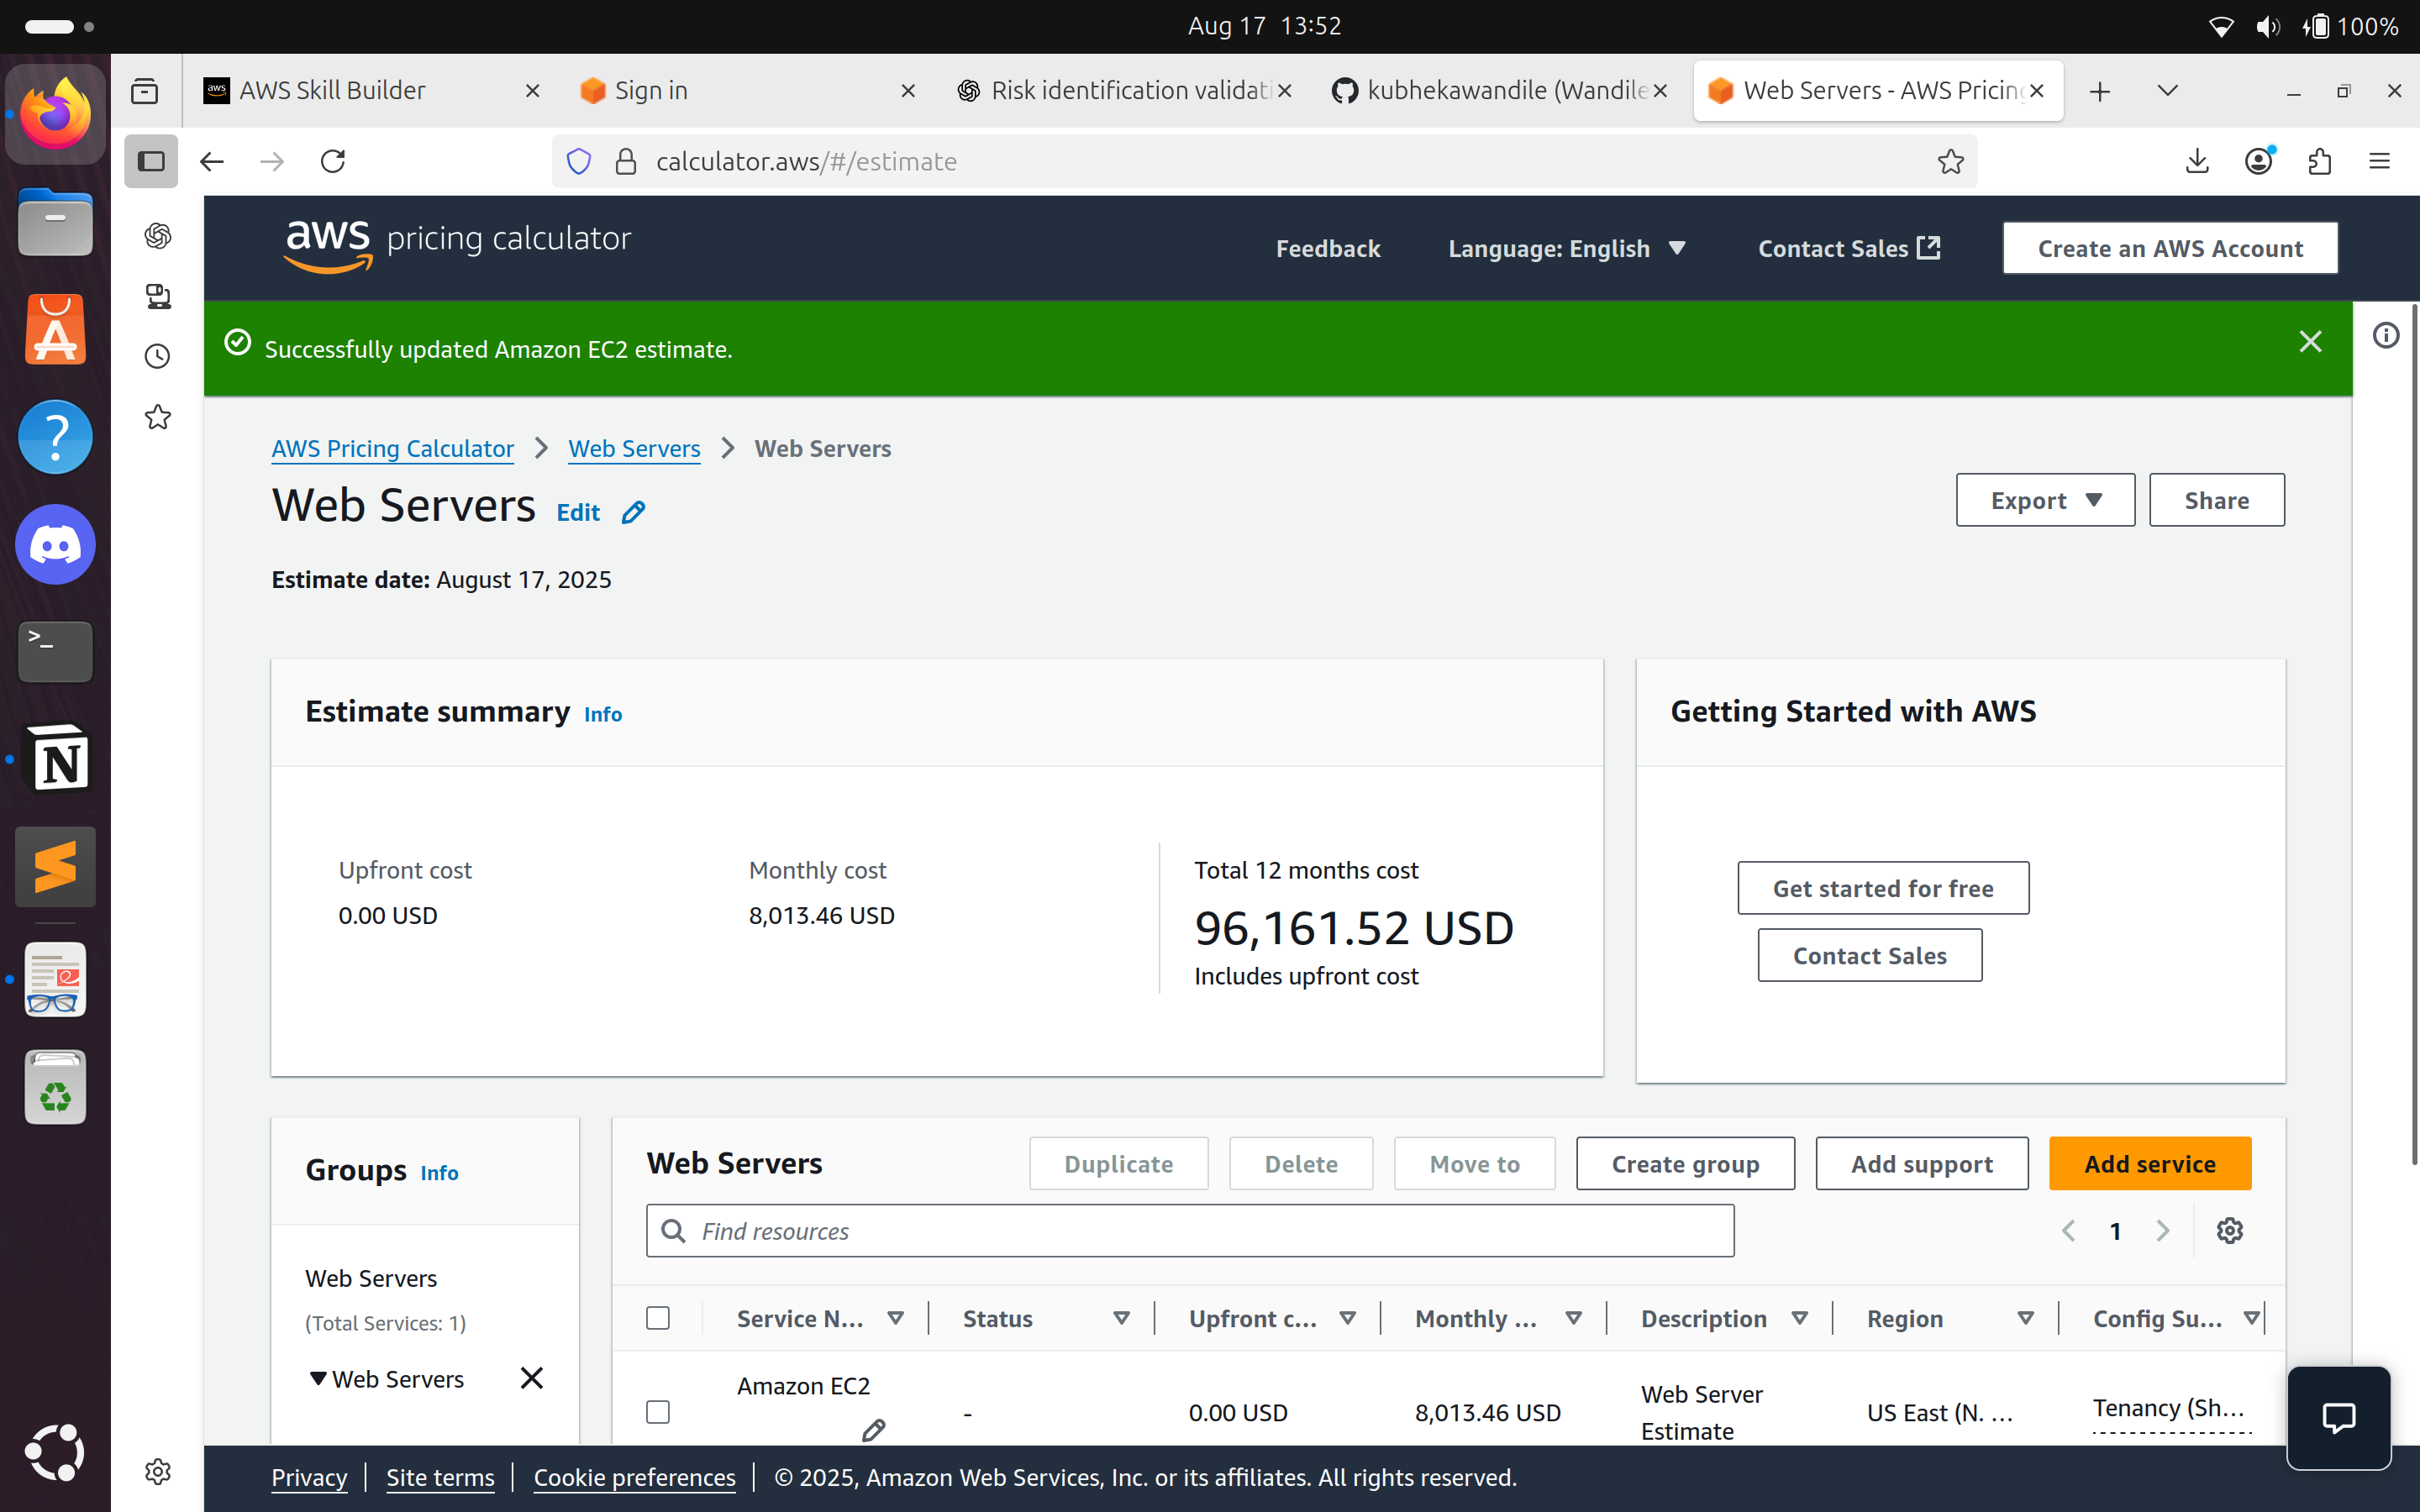 Aug 17 13:52
100%
aws AWS Skill Builder
Sign in
Risk identification validati
kubhekawandile (Wandile
Web Servers - AWS Pricing
calculator.aws/#/estimate
aws pricing calculator
Feedback
Language: English
Contact Sales
Create an AWS Account
Successfully updated Amazon EC2 estimate.
AWS Pricing Calculator
Web Servers
Web Servers
Web Servers
Edit
Export
Share
Estimate date: August 17, 2025
Estimate summary Info
Getting Started with AWS
Upfront cost
0.00 USD
Monthly cost
8,013.46 USD
Total 12 months cost
96,161.52 USD
Includes upfront cost
Get started for free
Contact Sales
Groups Info
Web Servers
(Total Services: 1)
Web Servers
Web Servers
Duplicate
Delete
Move to
Create group
Add support
Add service
Find resources
1
Service N...
Status
Upfront c...
Monthly ...
Description
Region
Config Su...
Amazon EC2
-
0.00 USD
8,013.46 USD
Web Server
Estimate
US East (N. ...
Tenancy (Sh...
Privacy
Site terms
Cookie preferences
© 2025, Amazon Web Services, Inc. or its affiliates. All rights reserved.